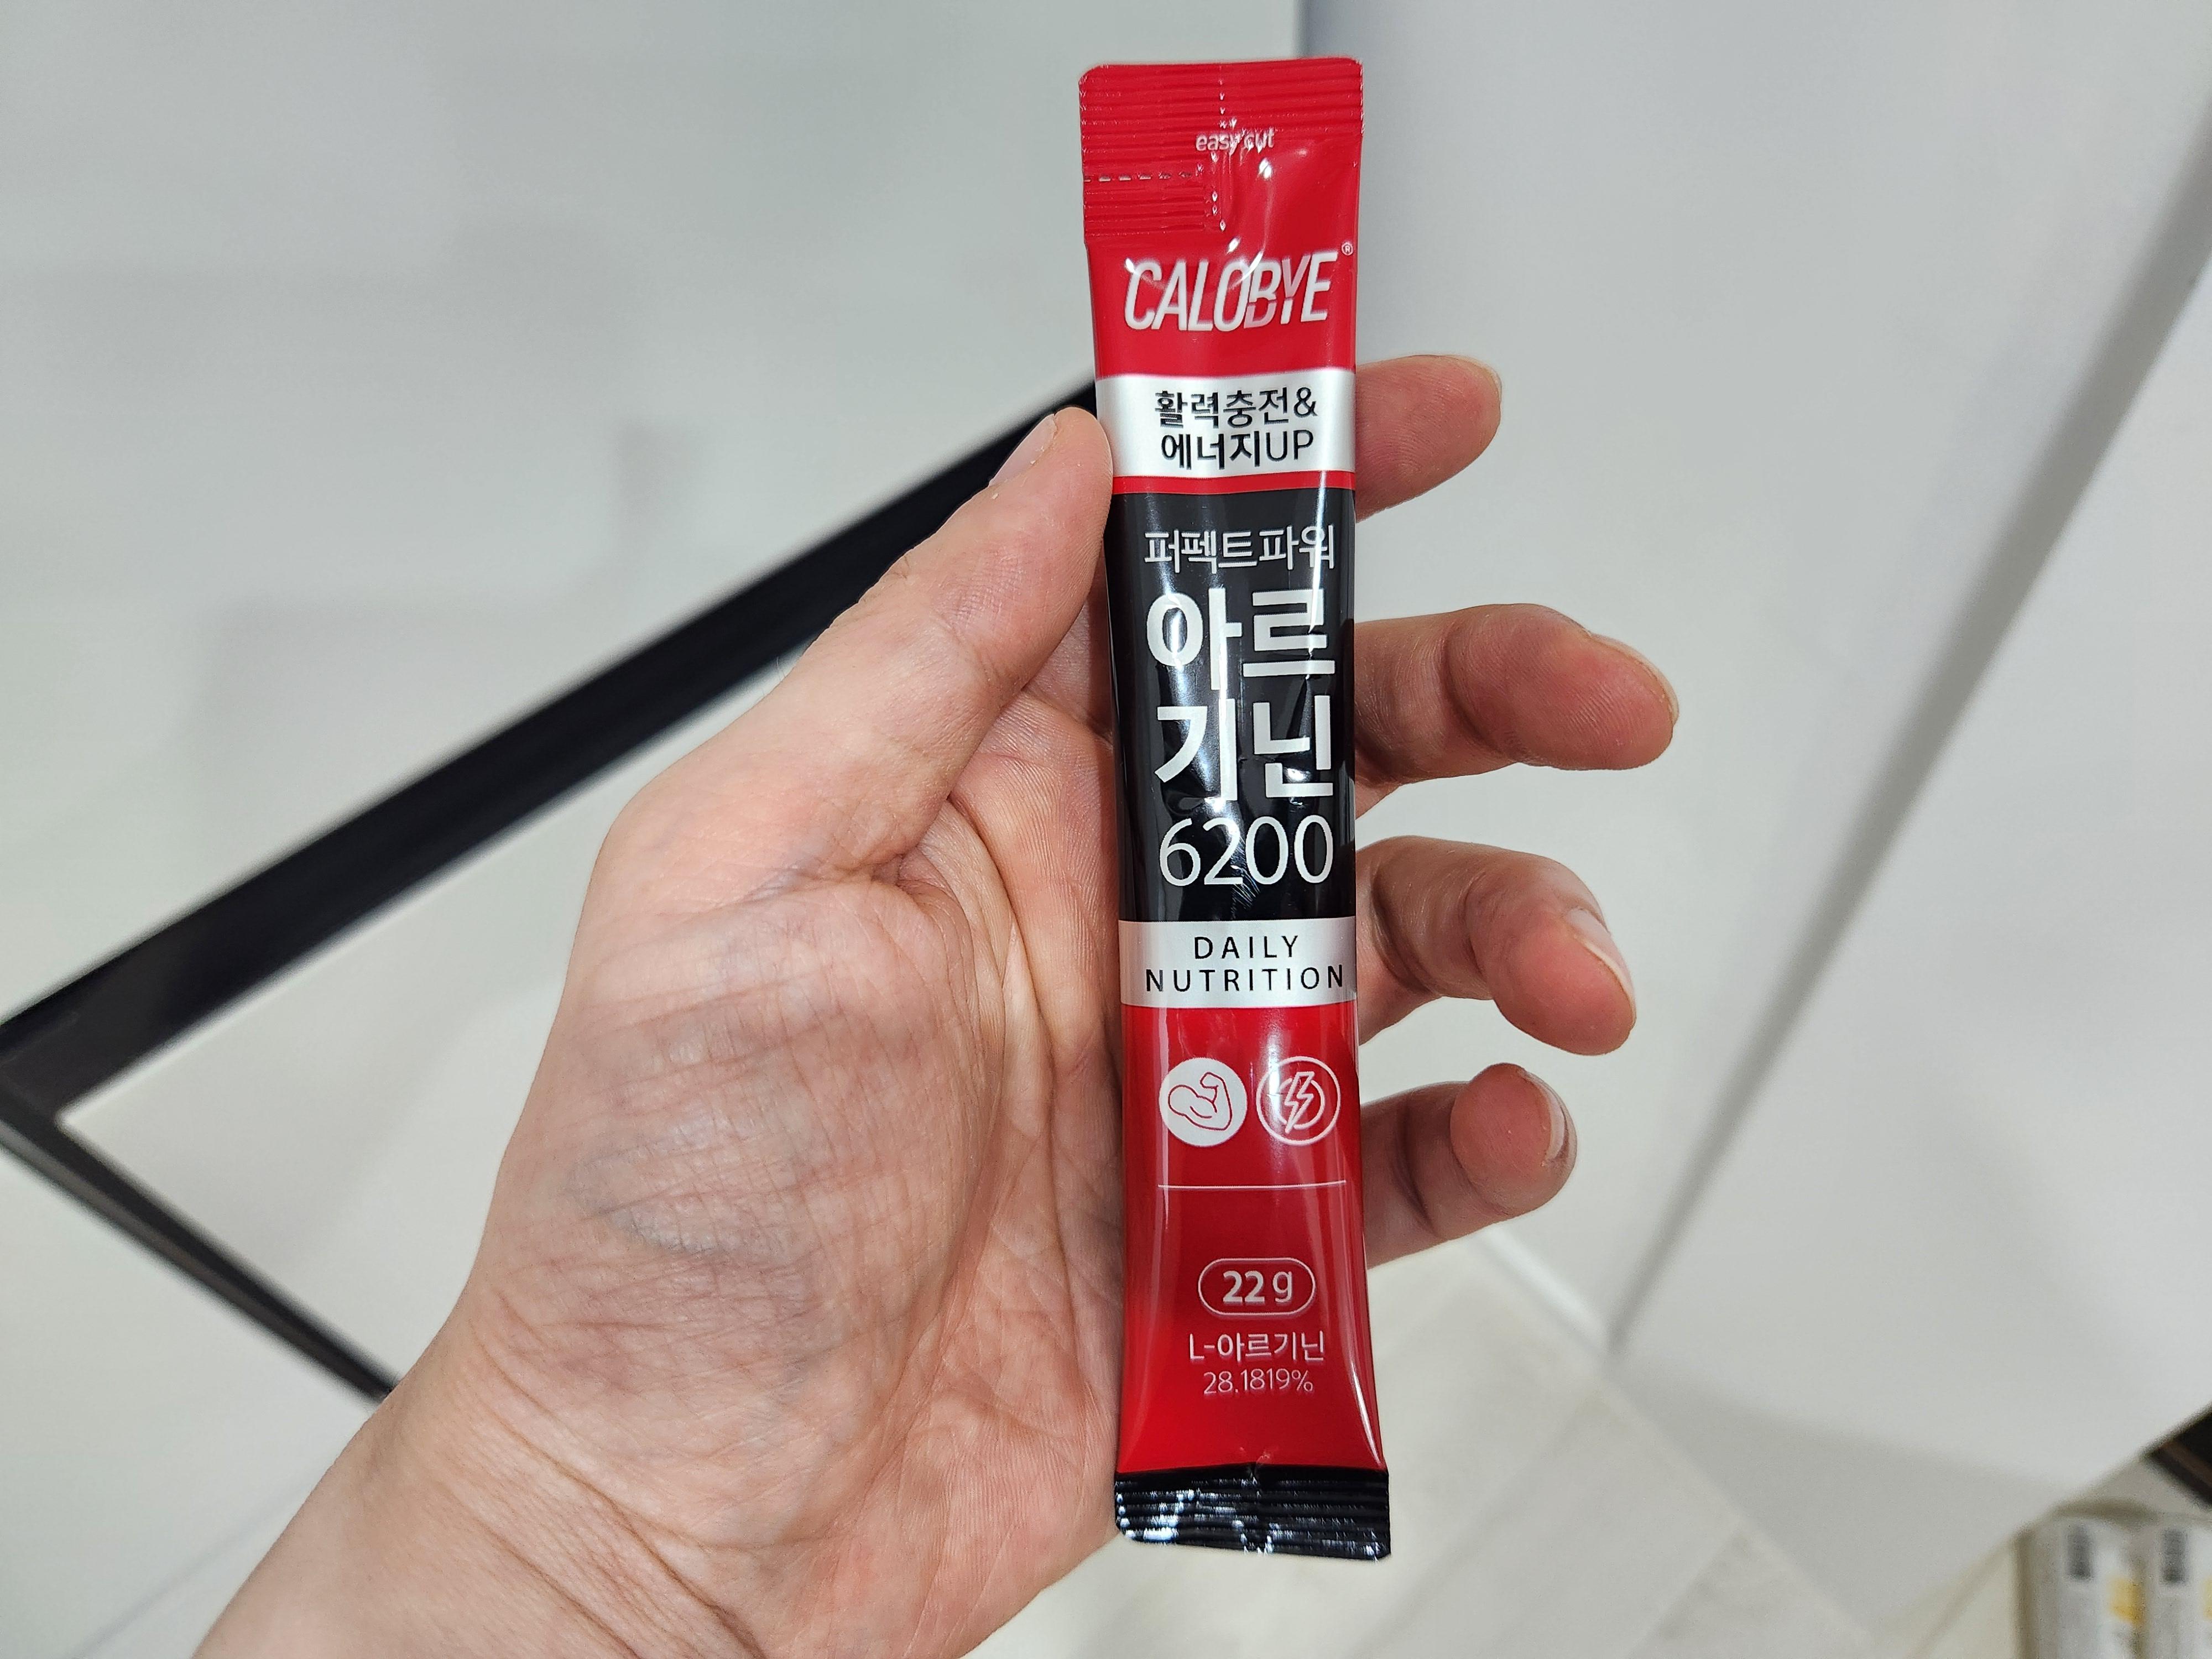 easy cut
CALOBYE®
활력충전&
에너지UP
퍼펙트파워
아르
기닌
6200
DAILY
NUTRITION
22g
L-아르기닌
28.1819%